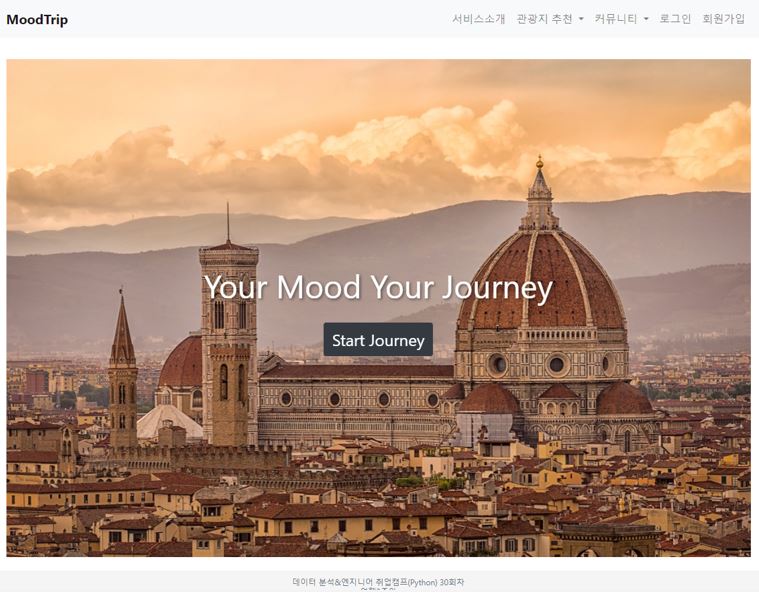 MoodTrip 서비스소개 관광지 추천 커뮤니티 로그인 회원가입
Your Mood Your Journey
Start Journey
데이터 분석&엔지니어 취업캠프(Python) 30회차